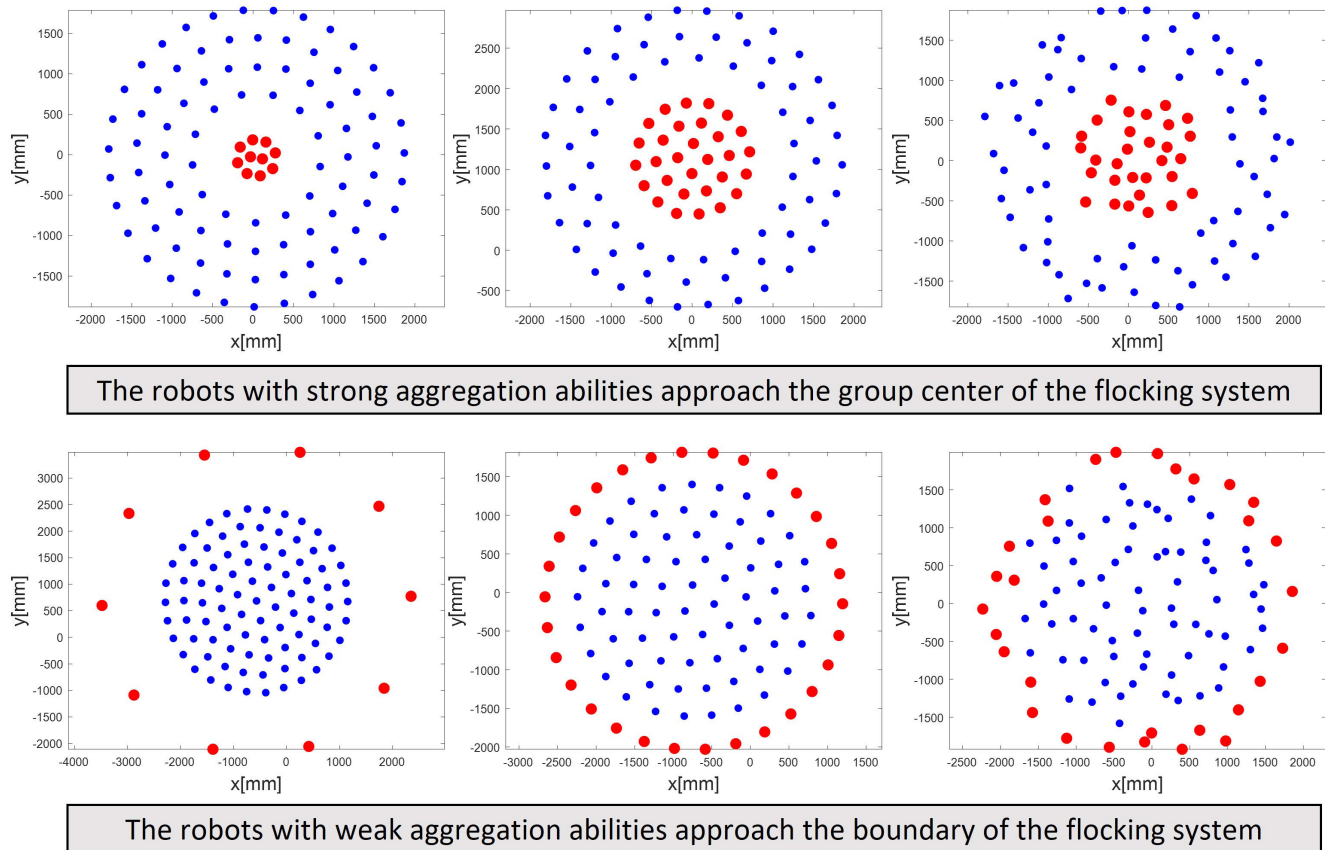 1500
1000
500
0
-500
-1000
-1500
-2000 -1500 -1000 -500 0 500 1000 1500 2000
x[mm]
y[mm]
2500
2000
1500
1000
500
0
-500
-2000 -1500 -1000 -500 0 500 1000 1500 2000
x[mm]
y[mm]
1500
1000
500
0
-500
-1000
-1500
-2000 -1500 -1000 -500 0 500 1000 1500 2000
x[mm]
y[mm]
The robots with strong aggregation abilities approach the group center of the flocking system
3000
2500
2000
1500
1000
500
0
-500
-1000
-1500
-2000
-4000 -3000 -2000 -1000 0 1000 2000
x[mm]
y[mm]
1500
1000
500
0
-500
-1000
-1500
-2000
-3000 -2500 -2000 -1500 -1000 -500 0 500 1000 1500
x[mm]
y[mm]
1500
1000
500
0
-500
-1000
-1500
-2500 -2000 -1500 -1000 -500 0 500 1000 1500 2000
x[mm]
y[mm]
The robots with weak aggregation abilities approach the boundary of the flocking system